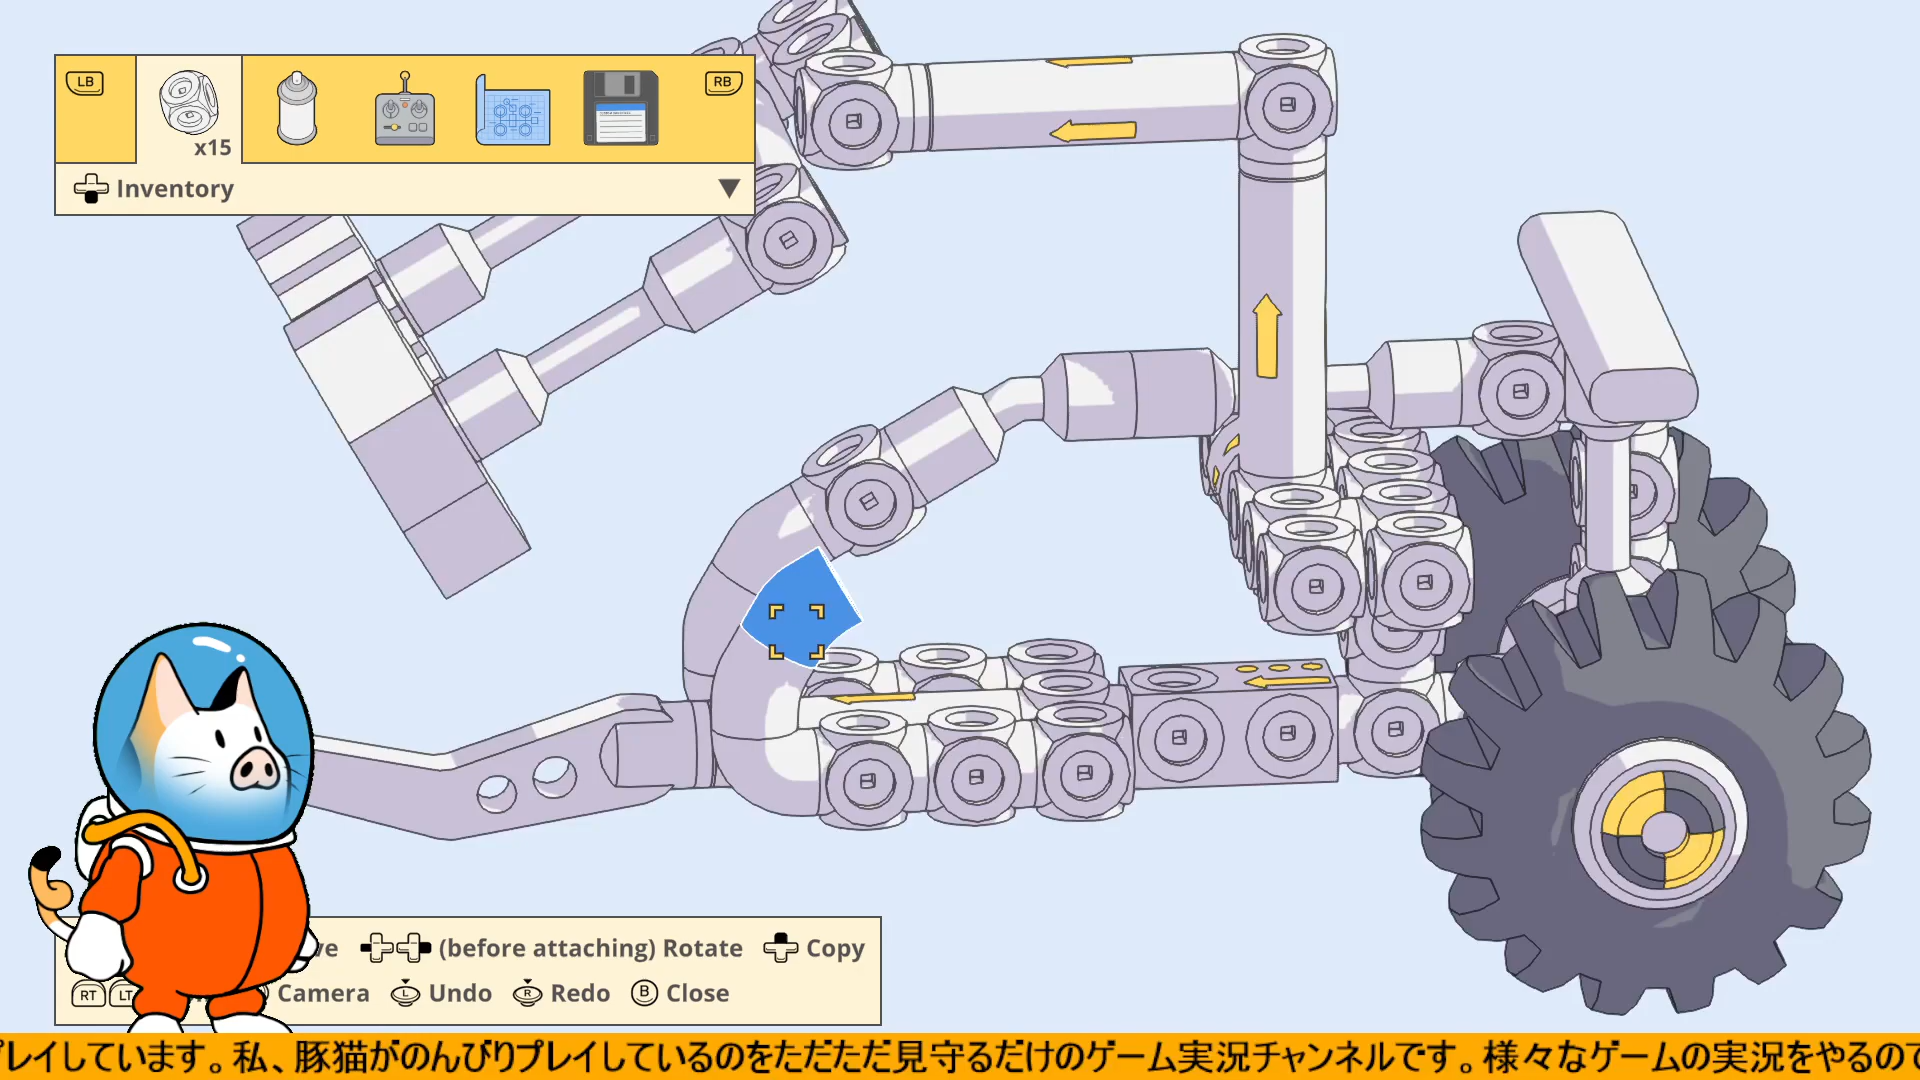 LB
RB
x15
Inventory
(before attaching) Rotate
Copy
RT
LT
Camera
L
Undo
R
Redo
B
Close
プレイしています。私、豚猫がのんびりプレイしているのをただただ見守るだけのゲーム実況チャンネルです。様々なゲームの実況をやるので